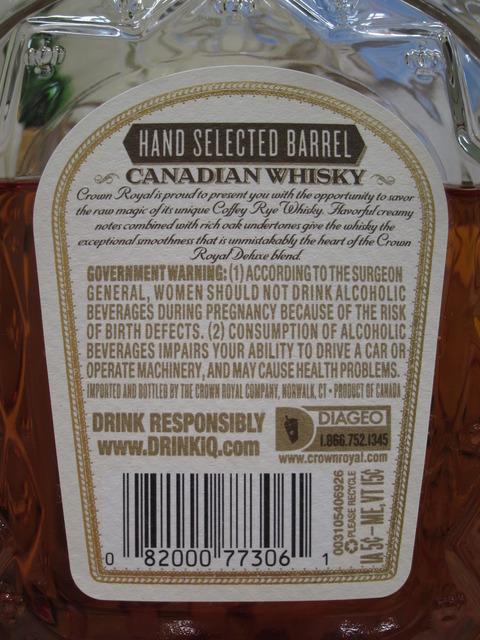 HAND SELECTED BARREL
CANADIAN WHISKY
Crown Royal is proud to present you with the opportunity to savor
the raw magic of its unique Coffey Rye Whisky. Flavorful creamy
notes combined with rich oak undertones give the whisky the
exceptional smoothness that is unmistakably the heart of the Crown
Royal Deluxe blend.
GOVERNMENT WARNING: (1) ACCORDING TO THE SURGEON
GENERAL, WOMEN SHOULD NOT DRINK ALCOHOLIC
BEVERAGES DURING PREGNANCY BECAUSE OF THE RISK
OF BIRTH DEFECTS. (2) CONSUMPTION OF ALCOHOLIC
BEVERAGES IMPAIRS YOUR ABILITY TO DRIVE A CAR OR
OPERATE MACHINERY, AND MAY CAUSE HEALTH PROBLEMS.
IMPORTED AND BOTTLED BY THE CROWN ROYAL COMPANY, NORWALK, CT • PRODUCT OF CANADA
DRINK RESPONSIBLY
www.DRINKiQ.com
DIAGEO
1.866.752.1345
www.crownroyal.com
0 82000 77306 1
003105406926
PLEASE RECYCLE
IA 5¢ – ME, VT 15¢